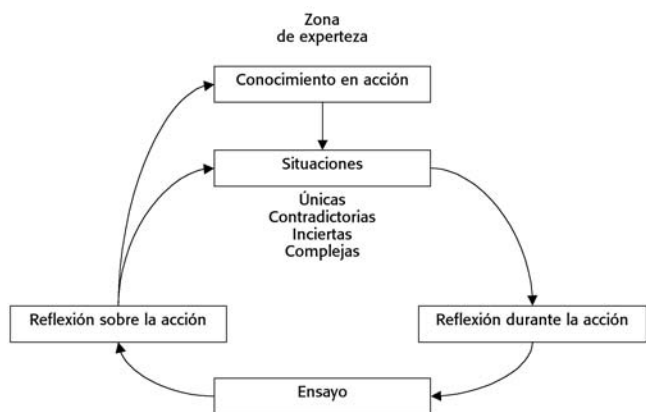 Zona
de experteza
Conocimiento en acción
Situaciones
Únicas
Contradictorias
Inciertas
Complejas
Reflexión sobre la acción
Reflexión durante la acción
Ensayo